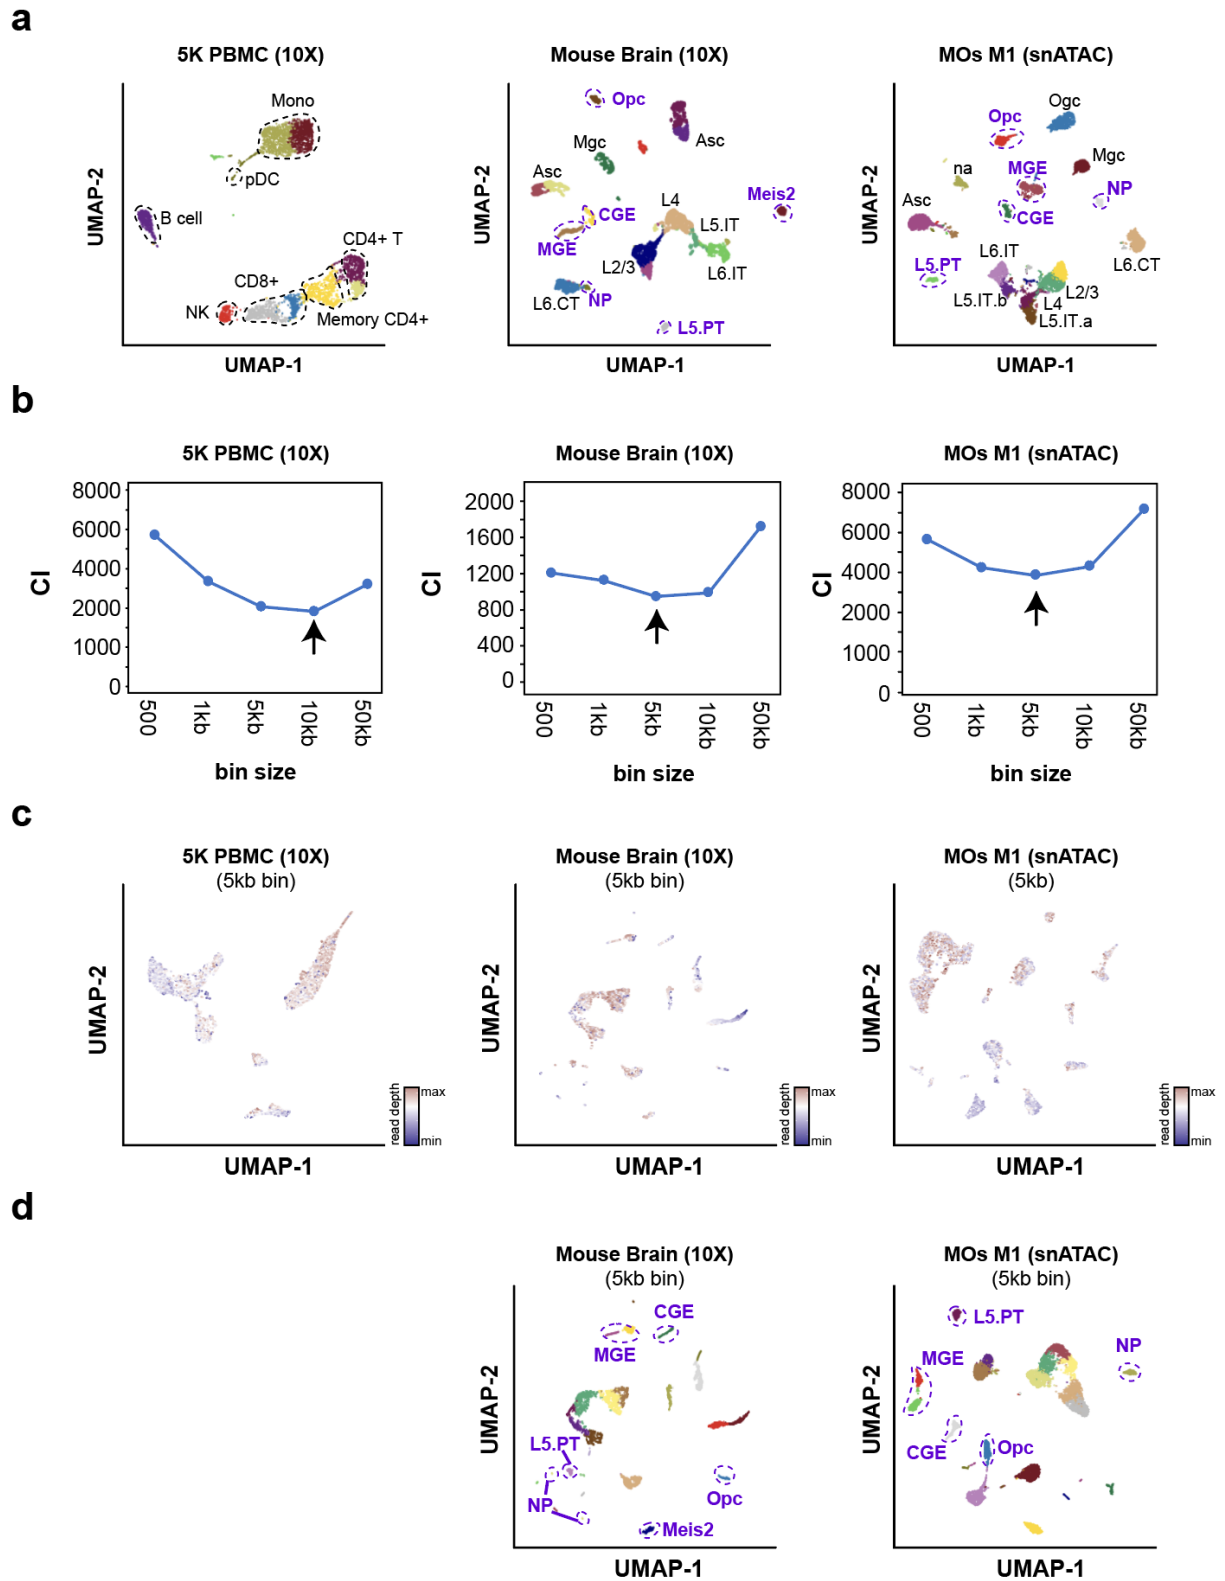 a
5K PBMC (10X)
Mouse Brain (10X)
MOs M1 (snATAC)
UMAP-2
Mono
pDC
B cell
CD4+ T
CD8+
NK
Memory CD4+
UMAP-1
UMAP-2
Opc
Mgc
Asc
Asc
CGE
MGE
L4
Meis2
L5.IT
L2/3
L6.IT
L6.CT
NP
L5.PT
UMAP-1
UMAP-2
Ogc
Opc
Mgc
na
MGE
NP
Asc
CGE
L6.IT
L6.CT
L5.PT
L5.IT.b
L2/3
L4
L5.IT.a
UMAP-1
b
5K PBMC (10X)
Mouse Brain (10X)
MOs M1 (snATAC)
CI
8000
6000
4000
2000
1000
0
500
1kb
5kb
10kb
50kb
bin size
CI
2000
1600
1200
800
400
0
500
1kb
5kb
10kb
50kb
bin size
CI
8000
6000
4000
2000
1000
0
500
1kb
5kb
10kb
50kb
bin size
c
5K PBMC (10X)
(5kb bin)
Mouse Brain (10X)
(5kb bin)
MOs M1 (snATAC)
(5kb)
UMAP-2
read depth
max
min
UMAP-1
UMAP-2
read depth
max
min
UMAP-1
UMAP-2
read depth
max
min
UMAP-1
d
Mouse Brain (10X)
(5kb bin)
MOs M1 (snATAC)
(5kb bin)
UMAP-2
CGE
MGE
L5.PT
NP
Opc
Meis2
UMAP-1
UMAP-2
L5.PT
MGE
NP
CGE
Opc
UMAP-1